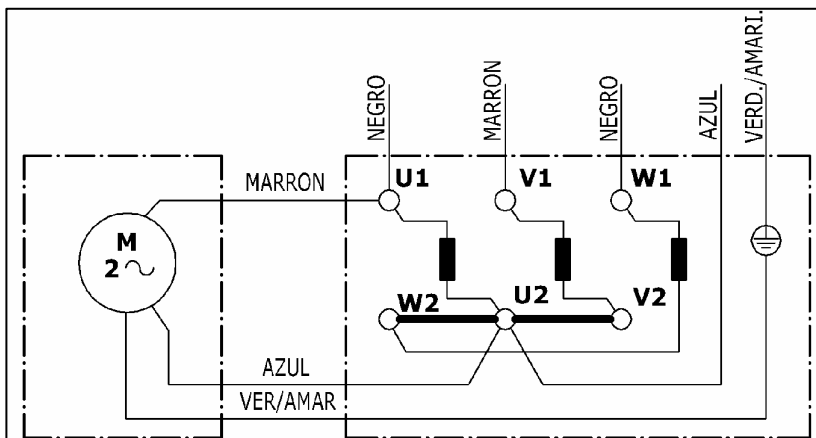 NEGRO
MARRON
NEGRO
AZUL
VERD./AMARI.
MARRON
U1
V1
W1
M
2
W2
U2
V2
AZUL
VER/AMAR